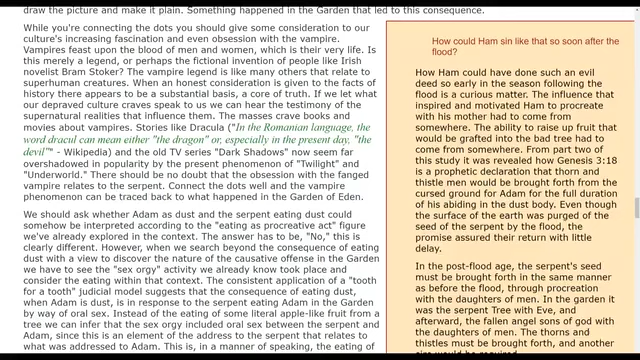 draw the picture and make it plain. Something happened in the Garden that led to this consequence.
While you're connecting the dots you should give some consideration to our
culture's increasing fascination and even obsession with the vampire.
Vampires feast upon the blood of men and women, which is their very life. Is
this merely a legend, or perhaps the fictional invention of people like Irish
novelist Bram Stoker? The vampire legend is like many others that relate to
superhuman creatures. When an honest consideration is given to the facts of
history there appears to be a substantial basis, a core of truth. If we let what
our depraved culture craves speak to us we can hear the testimony of the
supernatural realities that influence them. The masses crave books and
movies about vampires. Stories like Dracula ("In the Romanian language, the
word dracul can mean either "the dragon" or, especially in the present day, "the
devil"" - Wikipedia) and the old TV series "Dark Shadows" now seem far
overshadowed in popularity by the present phenomenon of "Twilight" and
"Underworld." There should be no doubt that the obsession with the fanged
vampire relates to the serpent. Connect the dots well and the vampire
phenomenon can be traced back to what happened in the Garden of Eden.
We should ask whether Adam as dust and the serpent eating dust could
somehow be interpreted according to the "eating as procreative act" figure
we've already explored in the context. The answer has to be, "No," this is
clearly different. However, when we search beyond the consequence of eating
dust with a view to discover the nature of the causative offense in the Garden
we have to see the "sex orgy" activity we already know took place and
consider the eating within that context. The consistent application of a "tooth
for a tooth" judicial model suggests that the consequence of eating dust,
when Adam is dust, is in response to the serpent eating Adam in the Garden
by way of oral sex. Instead of the eating of some literal apple-like fruit from a
tree we can infer that the sex orgy included oral sex between the serpent and
Adam, since this is an element of the address to the serpent that relates to
what was addressed to Adam. This is, in a manner of speaking, the eating of
How could Ham sin like that so soon after the
flood?
How Ham could have done such an evil
deed so early in the season following the
flood is a curious matter. The influence that
inspired and motivated Ham to procreate
with his mother had to come from
somewhere. The ability to raise up fruit that
would be grafted into the bad tree had to
come from somewhere. From part two of
this study it was revealed how Genesis 3:18
is a prophetic declaration that thorn and
thistle men would be brought forth from the
cursed ground for Adam for the full duration
of his abiding in the dust body. Even though
the surface of the earth was purged of the
seed of the serpent by the flood, the
promise assured their return with little
delay.
In the post-flood age, the serpent's seed
must be brought forth in the same manner
as before the flood, through procreation
with the daughters of men. In the garden it
was the serpent Tree with Eve, and
afterward, the fallen angel sons of god with
the daughters of men. The thorns and
thistles must be brought forth, and another